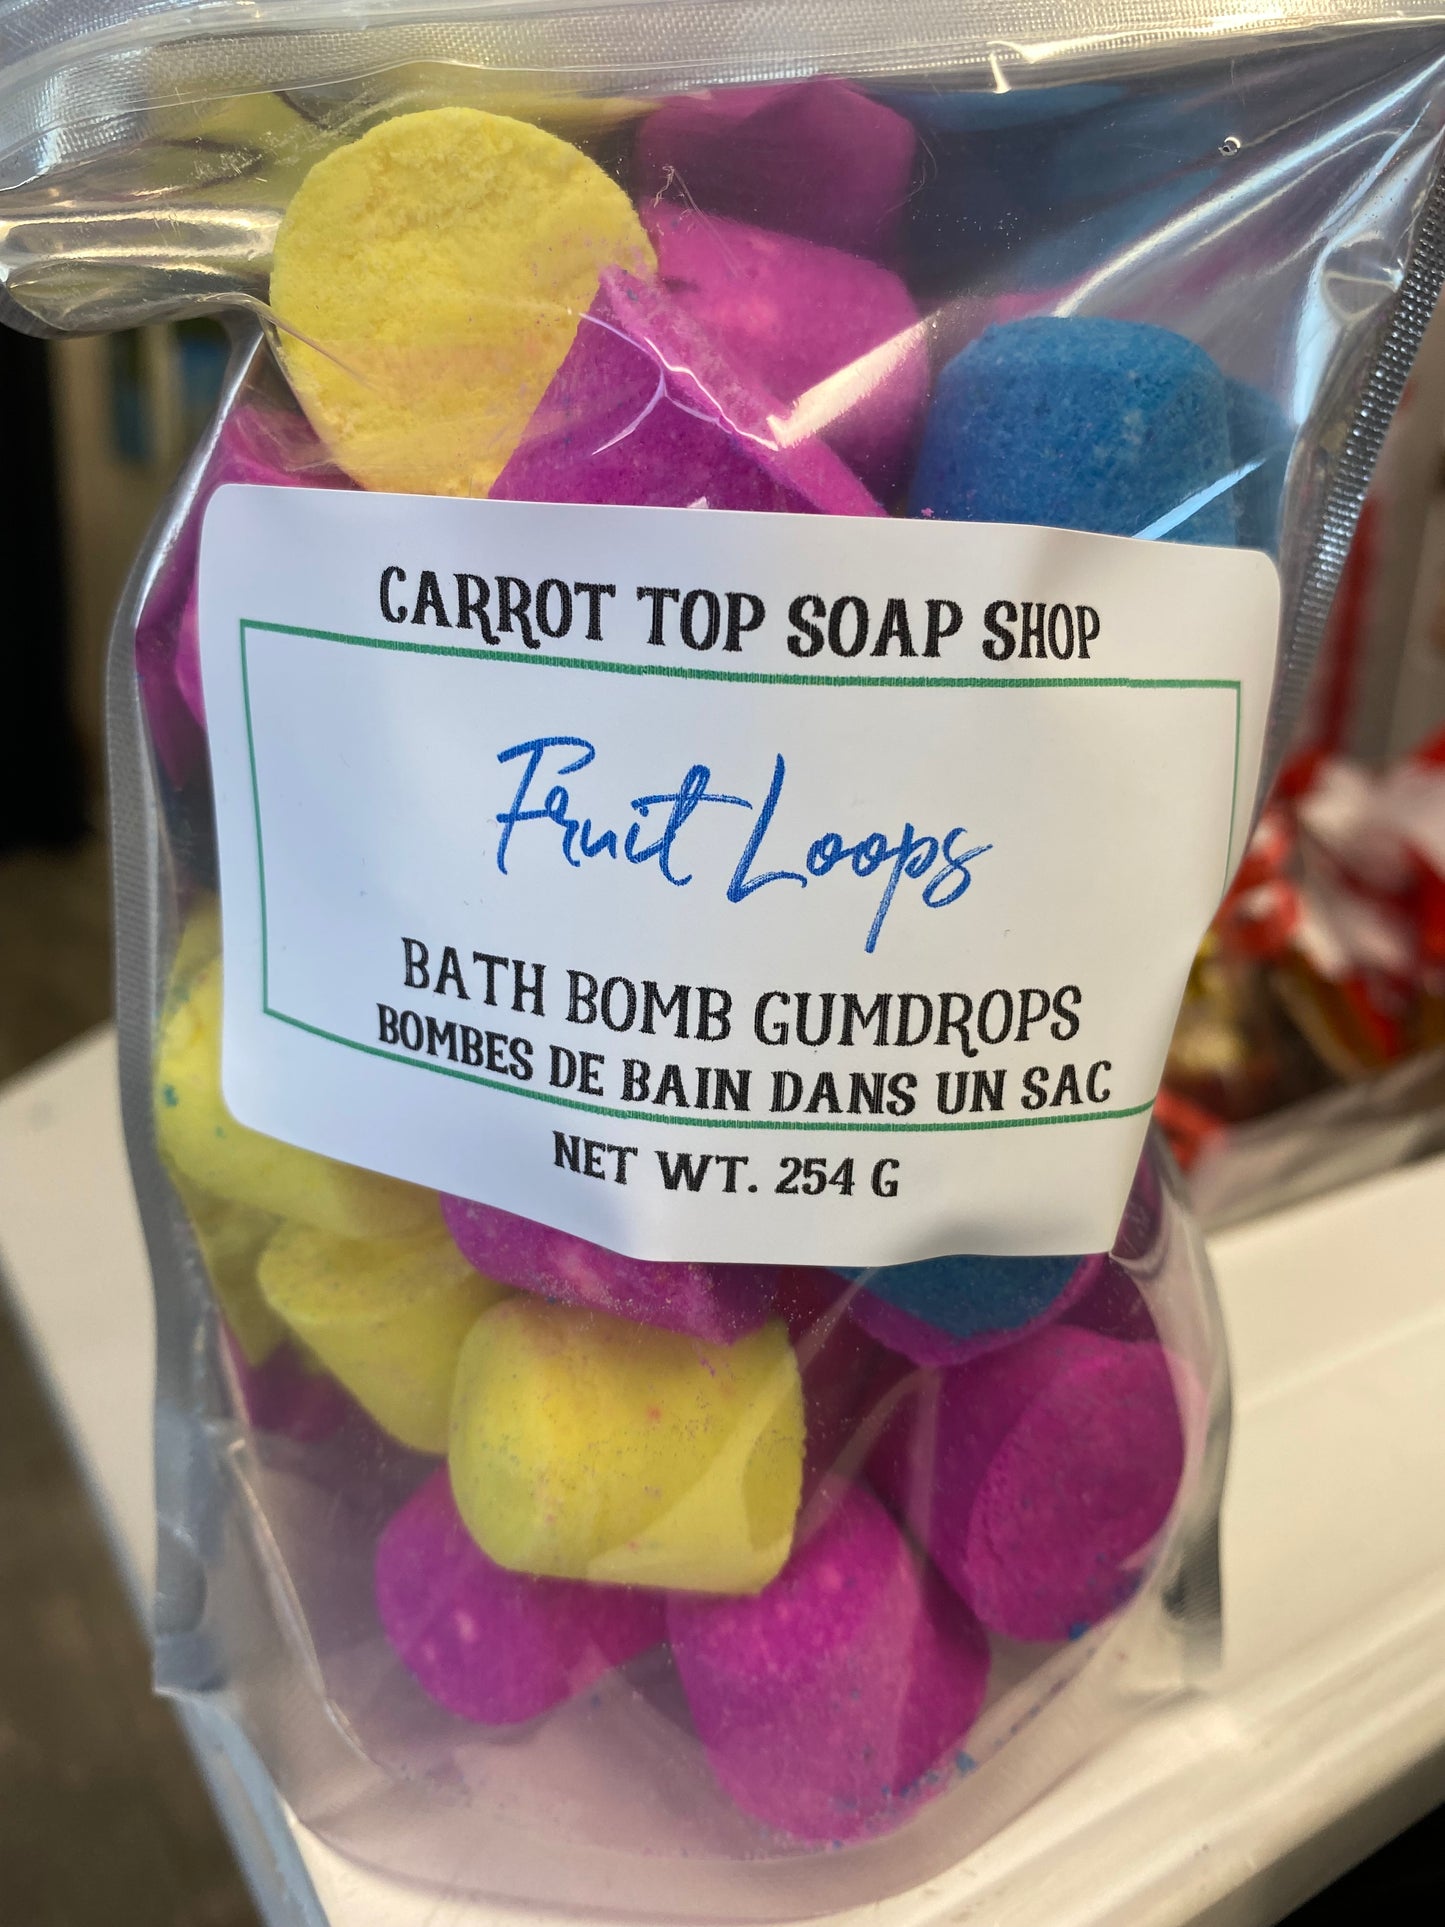 CARROT TOP SOAP SHOP
Fruit Loops
BATH BOMB GUMDROPS
BOMBES DE BAIN DANS UN SAC
NET WT. 254 G